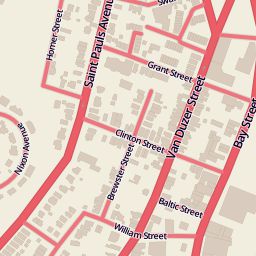 Swan
Homer Street
Saint Pauls Avenue
Grant Street
Van Duzer Street
Bay Street
Clinton Street
Nixon Avenue
Brewster Street
Baltic Street
William Street